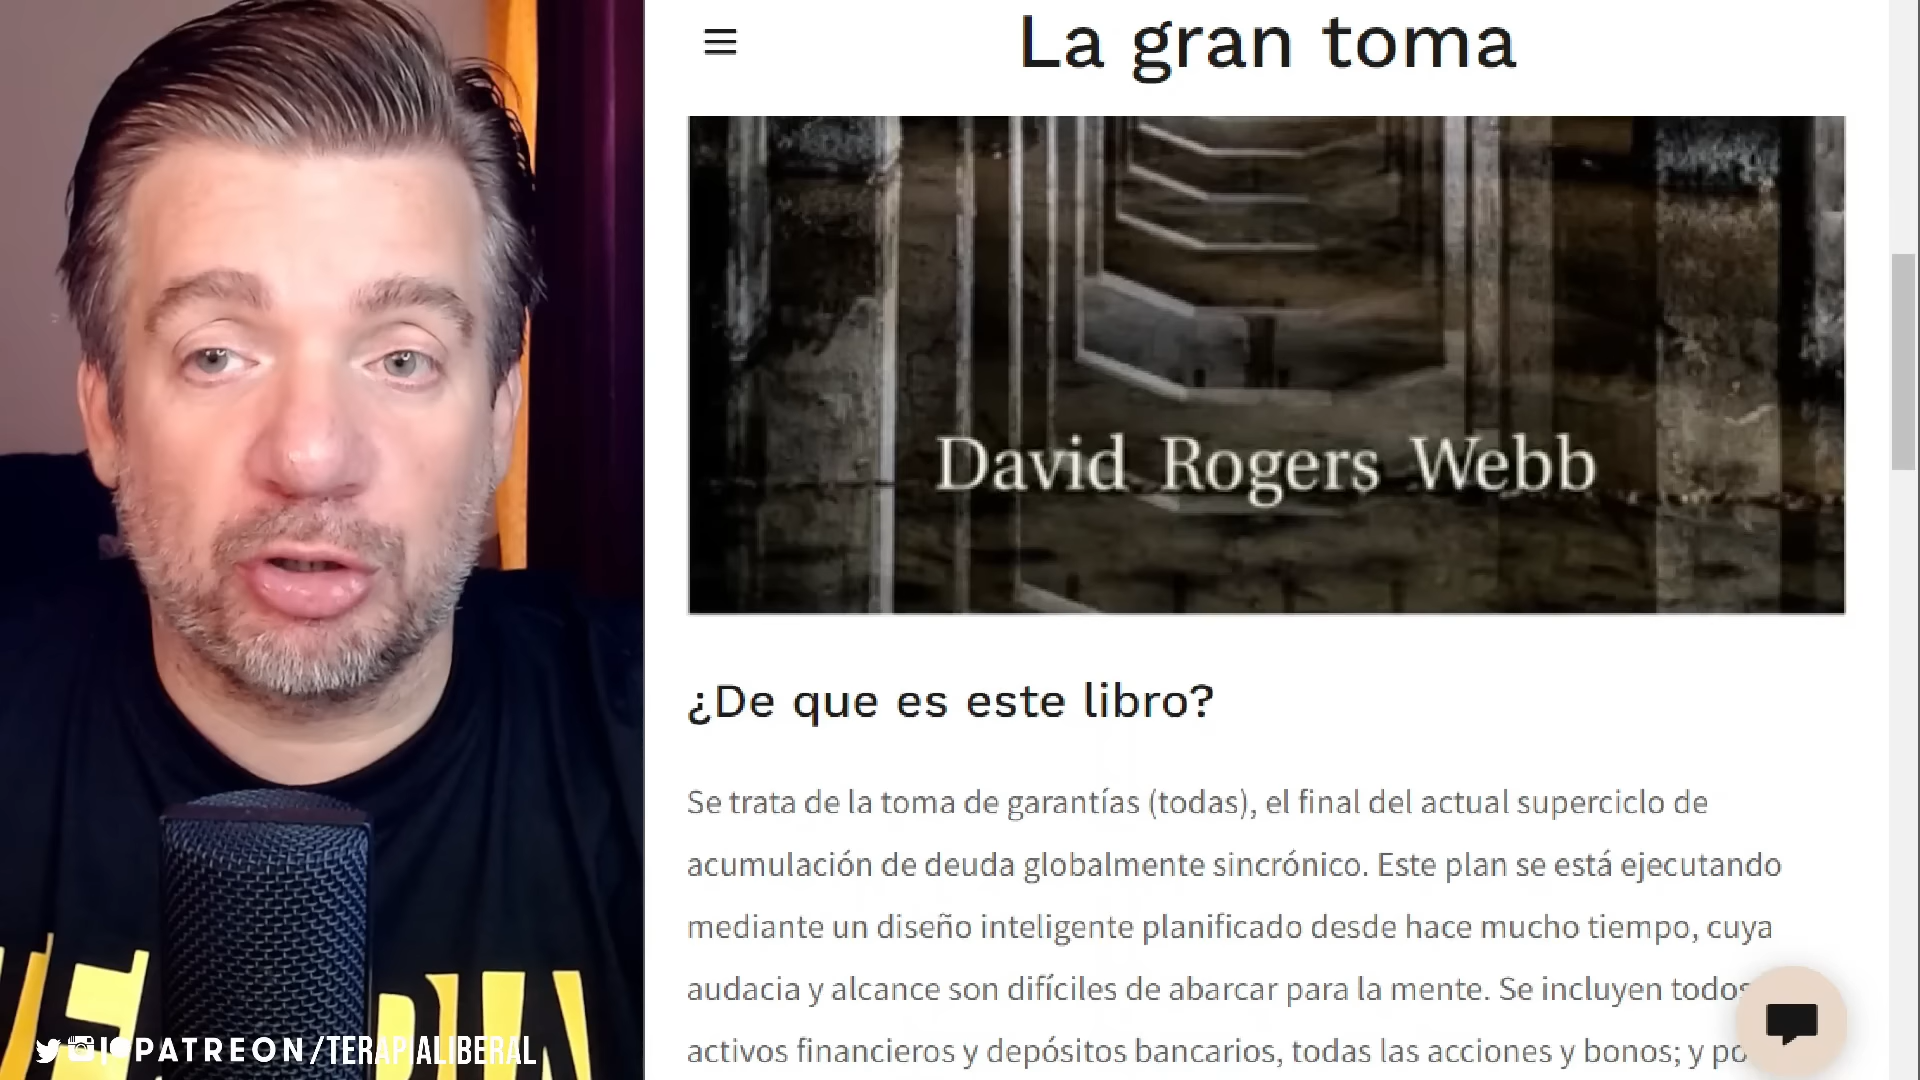 La gran toma
David Rogers Webb
¿De que es este libro?
Se trata de la toma de garantías (todas), el final del actual superciclo de
acumulación de deuda globalmente sincrónico. Este plan se está ejecutando
mediante un diseño inteligente planificado desde hace mucho tiempo, cuya
audacia y alcance son difíciles de abarcar para la mente. Se incluyen todos
activos financieros y depósitos bancarios, todas las acciones y bonos; y po
PATREON/TERAPIALIBERAL